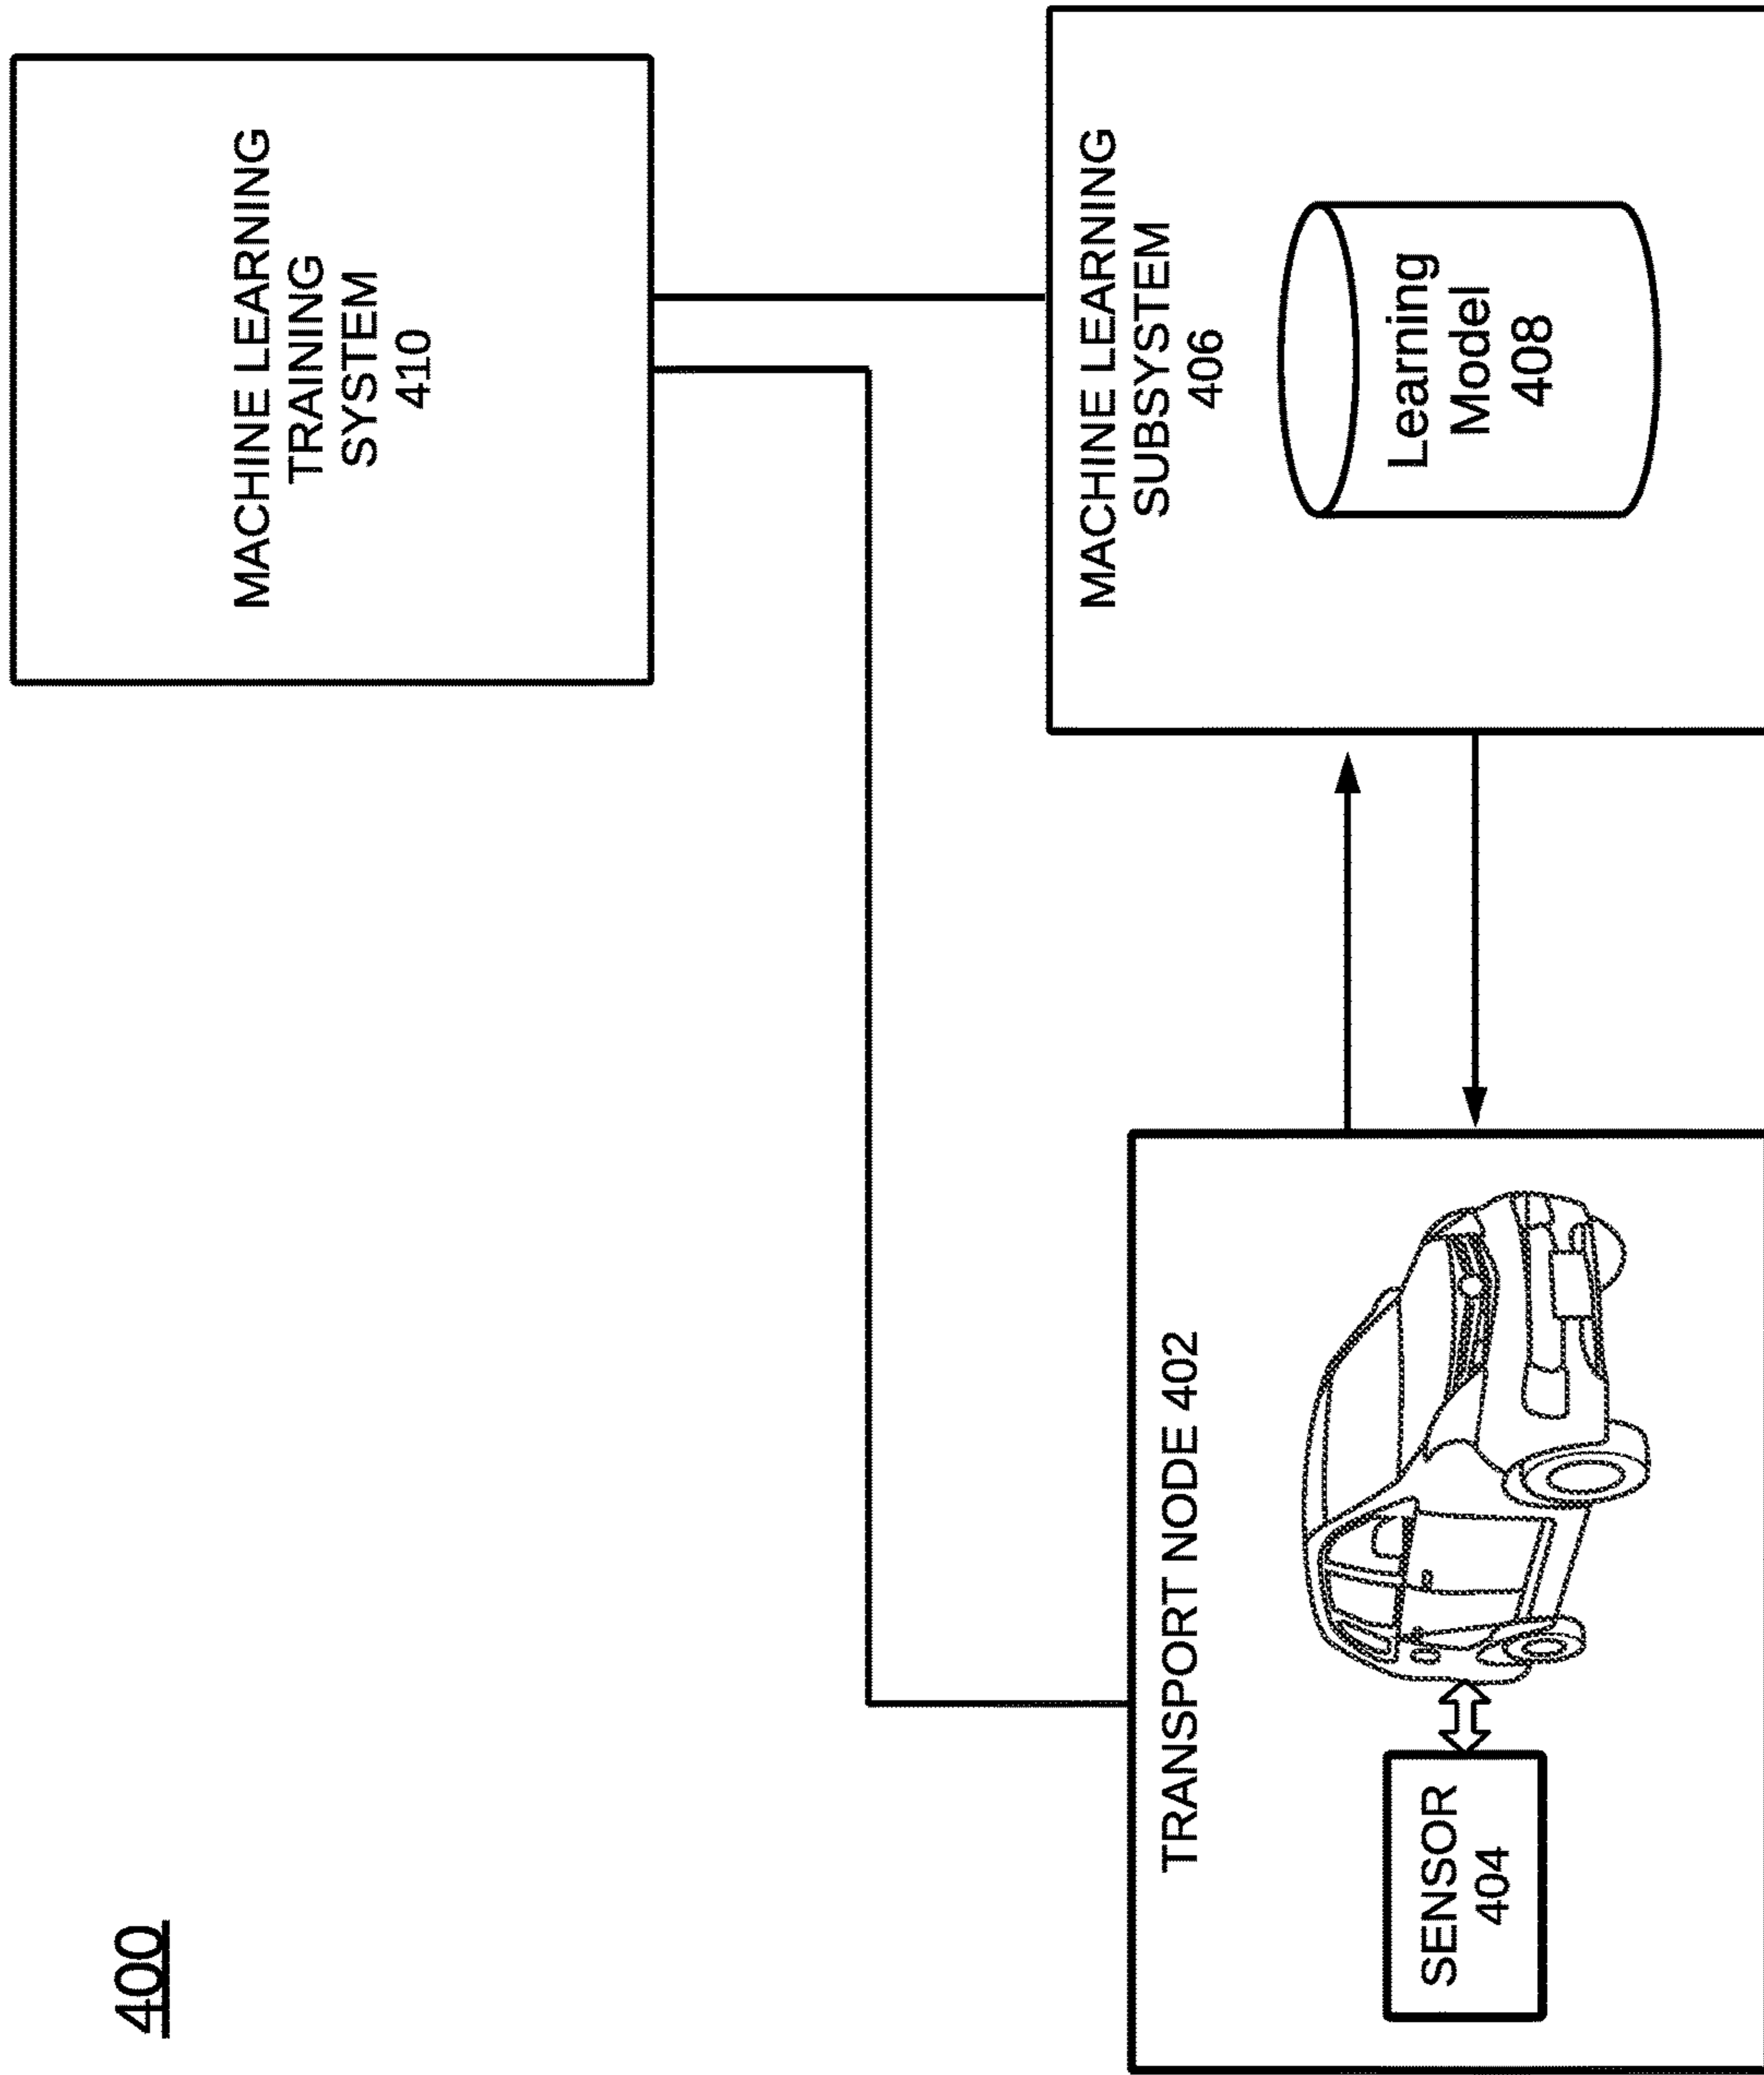 400
MACHINE LEARNING
TRAINING
SYSTEM
410
TRANSPORT NODE 402
SENSOR
404
MACHINE LEARNING
SUBSYSTEM
406
Learning
Model
408